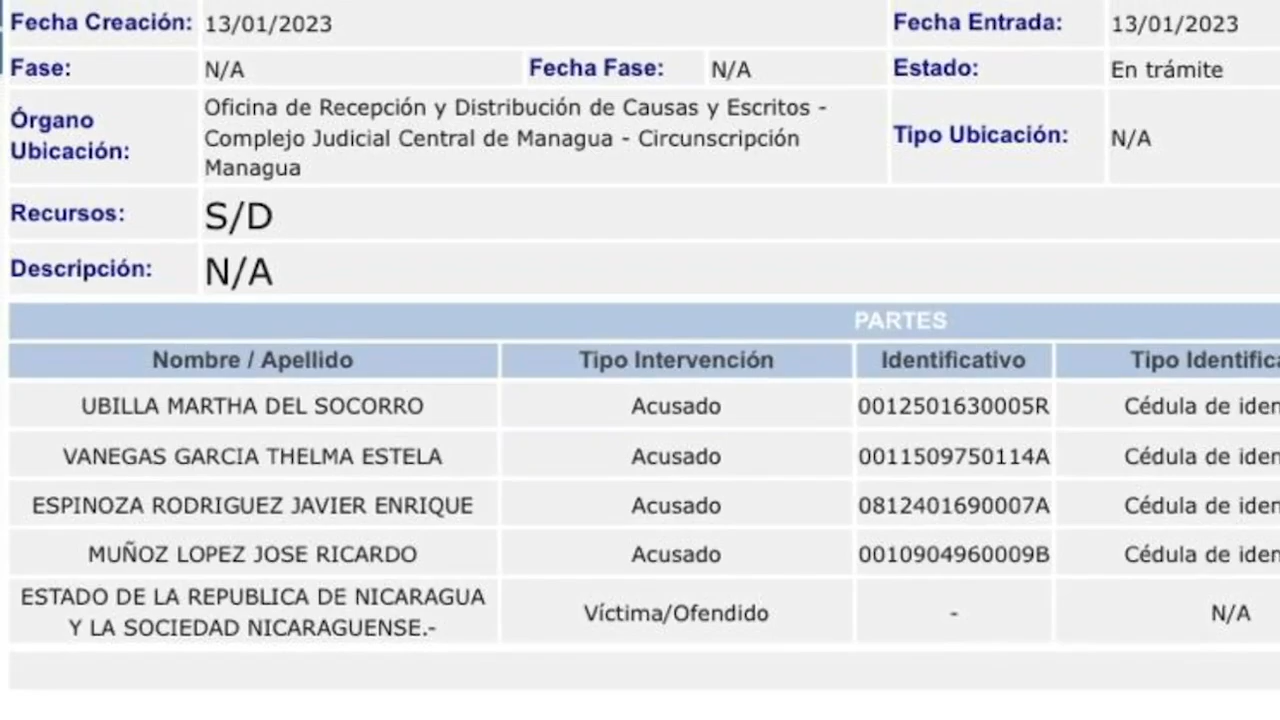 Fecha Creación: 13/01/2023 Fecha Entrada: 13/01/2023
Fase: N/A Fecha Fase: N/A Estado: En trámite
Órgano Ubicación: Oficina de Recepción y Distribución de Causas y Escritos -
Complejo Judicial Central de Managua - Circunscripción
Managua Tipo Ubicación: N/A
Recursos: S/D
Descripción: N/A
PARTES
Nombre / Apellido Tipo Intervención Identificativo Tipo Identifica
UBILLA MARTHA DEL SOCORRO Acusado 0012501630005R Cédula de iden
VANEGAS GARCIA THELMA ESTELA Acusado 0011509750114A Cédula de iden
ESPINOZA RODRIGUEZ JAVIER ENRIQUE Acusado 0812401690007A Cédula de iden
MUÑOZ LOPEZ JOSE RICARDO Acusado 0010904960009B Cédula de iden
ESTADO DE LA REPUBLICA DE NICARAGUA
Y LA SOCIEDAD NICARAGUENSE.- Víctima/Ofendido - N/A